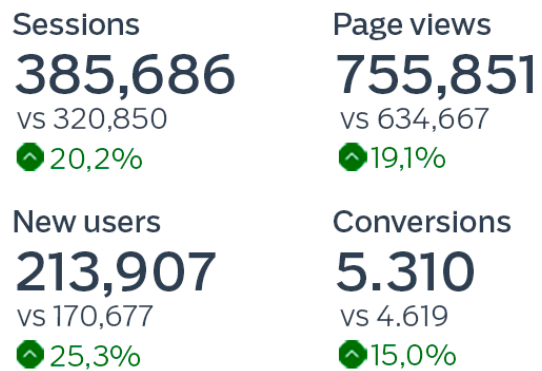 Sessions
385,686
vs 320,850
20,2%
Page views
755,851
vs 634,667
19,1%
New users
213,907
vs 170,677
25,3%
Conversions
5.310
vs 4.619
15,0%